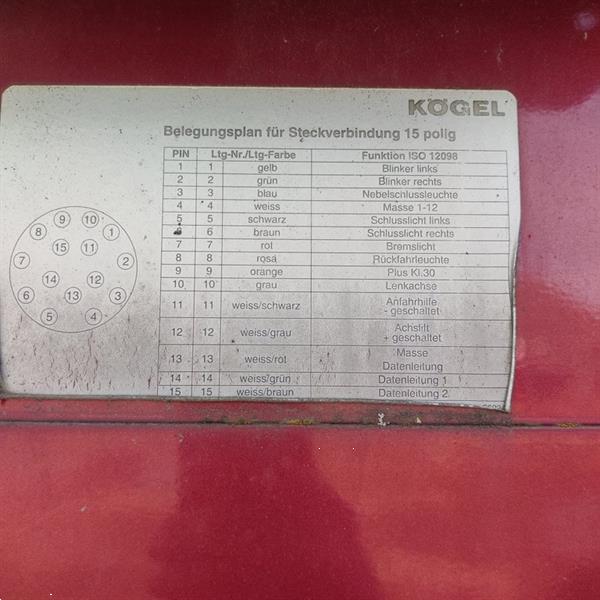 KÖGEL
Belegungsplan für Steckverbindung 15 polig
PIN Ltg-Nr./Ltg-Farbe Funktion ISO 12098
1 1 gelb Blinker links
2 2 grün Blinker rechts
3 3 blau Nebelschlussleuchte
4 4 weiss Masse 1-12
5 5 schwarz Schlusslicht links
6 braun Schlusslicht rechts
7 7 rot Bremslicht
8 8 rosa Rückfahrleuchte
9 9 orange Plus Kl.30
10 10 grau Lenkachse
11 11 weiss/schwarz Anfahrhilfe
- geschaltet
12 12 weiss/grau Achslift
+ geschaltet
13 13 weiss/rot Masse
Datenleitung
14 14 weiss/grün Datenleitung 1
15 15 weiss/braun Datenleitung 2
9 10
8 1
15 11
7 2
14 12
6 13 3
5 4